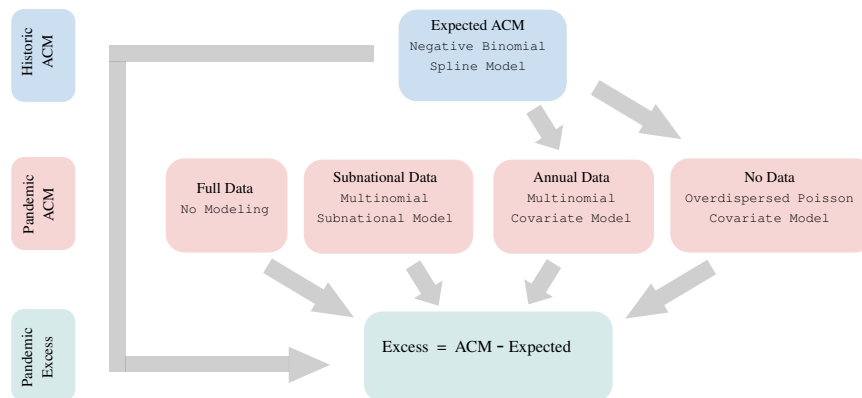 Historic
ACM
Expected ACM
Negative Binomial
Spline Model
Pandemic
ACM
Full Data
No Modeling
Subnational Data
Multinomial
Subnational Model
Annual Data
Multinomial
Covariate Model
No Data
Overdispersed Poisson
Covariate Model
Pandemic
Excess
Excess = ACM - Expected